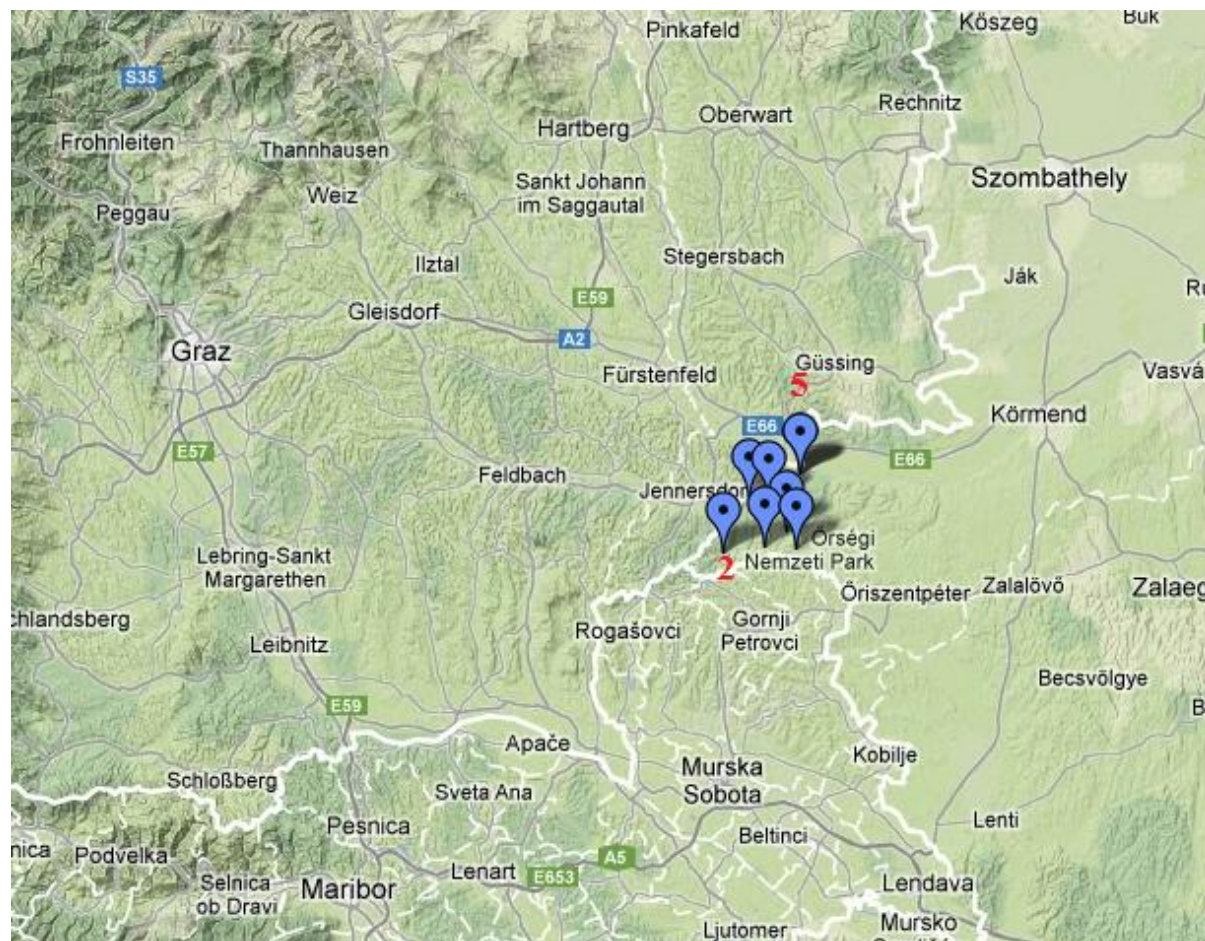 Pinkafeld
Kőszeg
Buk
S35
Rechnitz
Oberwart
Frohnleiten
Hartberg
Thannhausen
Szombathely
Sankt Johann
im Saggautal
Weiz
Peggau
Stegersbach
Ilztal
Ják
E59
Gleisdorf
A2
Graz
Güssing
Fürstenfeld
5
Vasvá
Körmend
E66
E57
E66
Feldbach
Jennersdorf
Őrségi
Nemzeti Park
2
Lebring-Sankt
Margarethen
Zalalövő
Zalaeg
Őriszentpéter
chlandsberg
Rogašovci
Gornji
Petrovci
Leibnitz
Becsvölgye
E59
Apače
Kobilje
Murska
Sobota
Schloßberg
Sveta Ana
Pesnica
Beltinci
Lenti
nica
Podvelka
A5
Lenart
E653
Selnica
ob Dravi
Maribor
Lendava
Ljutomer
Mursko